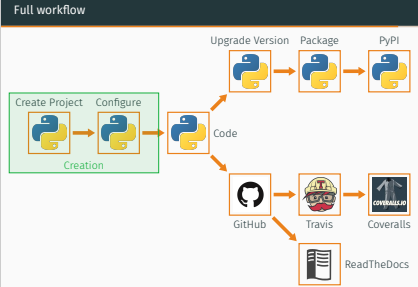 Full workflow
Upgrade Version
Package
PyPI
Create Project
Configure
Code
Creation
GitHub
Travis
COVERALLS.IO
Coveralls
ReadTheDocs